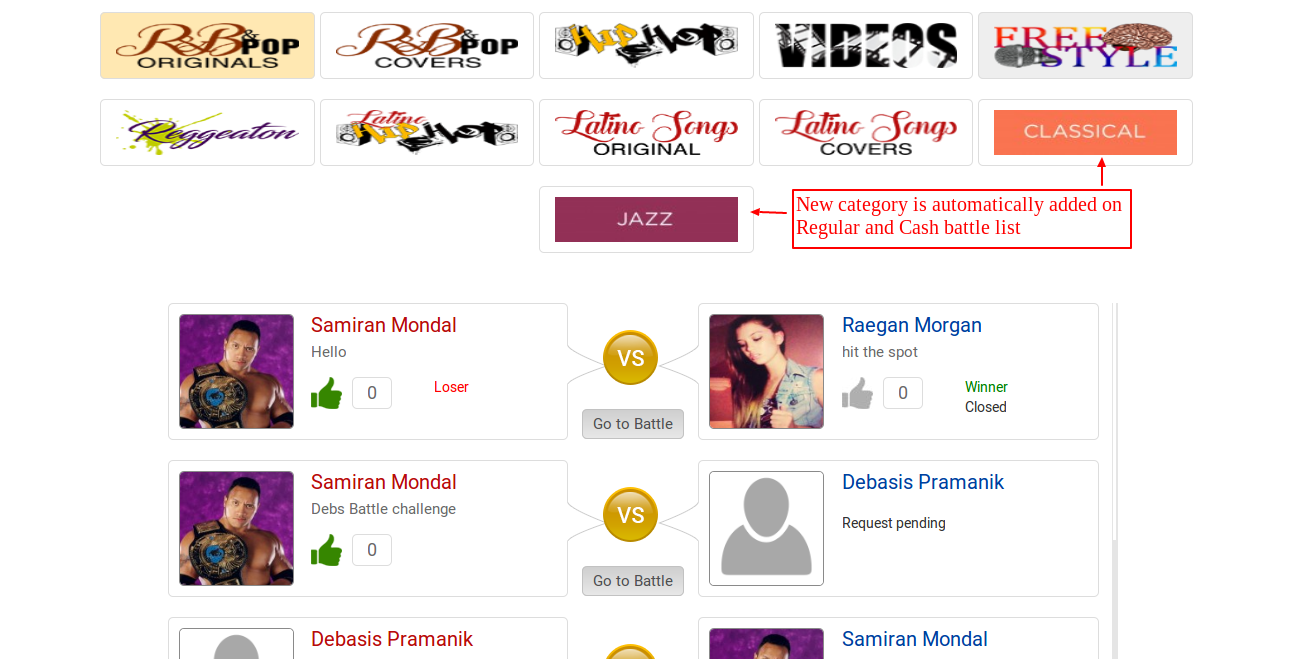 R&B &POP
ORIGINALS
R&B &POP
COVERS
HIP HOP
VIDEOS
FREE
STYLE
Reggeaton
Latino
HIP HOP
Latino Songs
ORIGINAL
Latino Songs
COVERS
CLASSICAL
JAZZ
New category is automatically added on
Regular and Cash battle list
Samiran Mondal
Hello
0
Loser
VS
Go to Battle
Raegan Morgan
hit the spot
0
Winner
Closed
Samiran Mondal
Debs Battle challenge
0
VS
Go to Battle
Debasis Pramanik
Request pending
Debasis Pramanik
Samiran Mondal